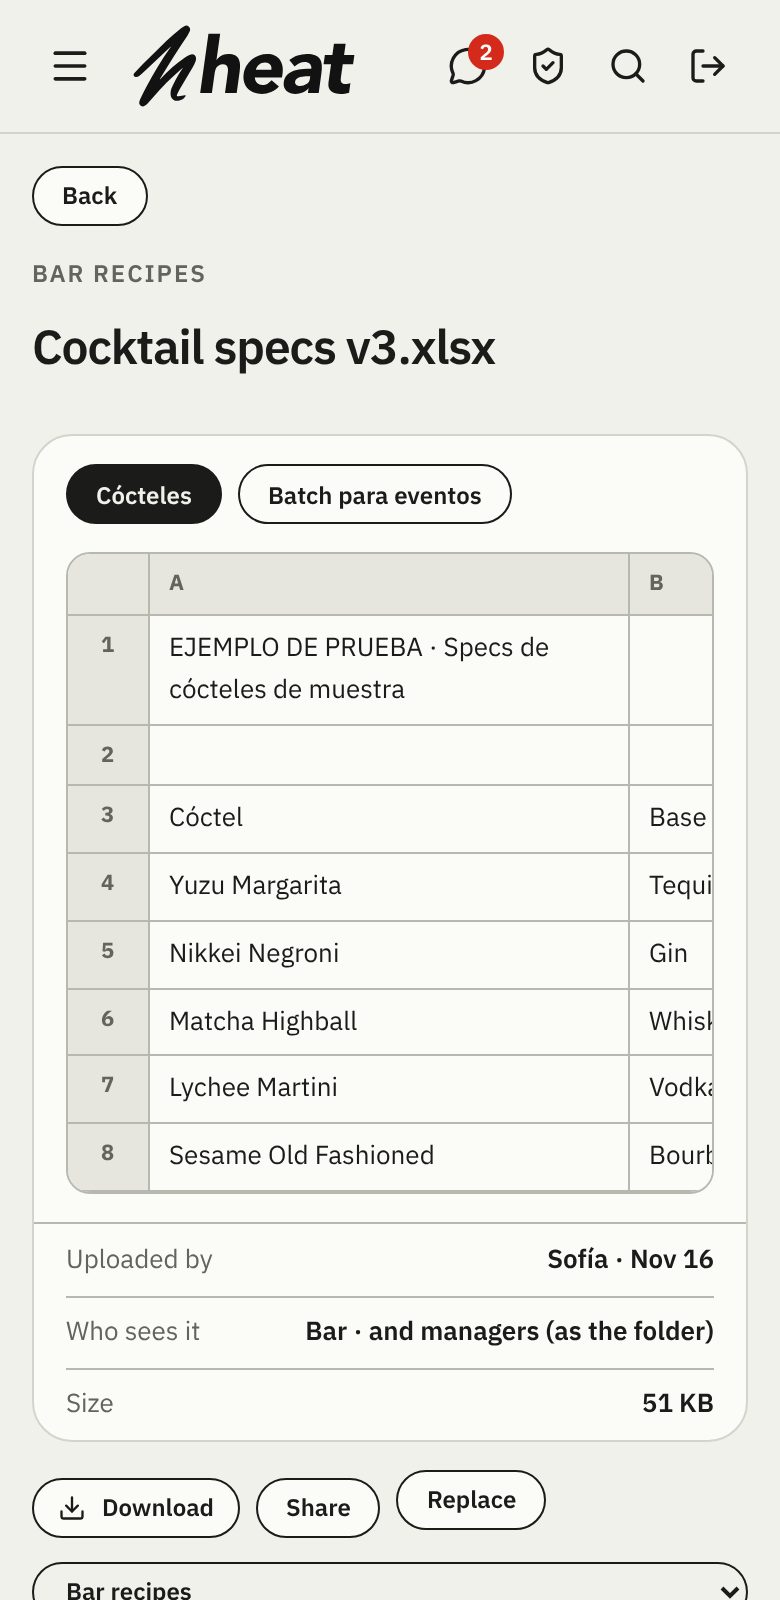 heat
2
Back
BAR RECIPES
Cocktail specs v3.xlsx
Cócteles
Batch para eventos
A B
1 EJEMPLO DE PRUEBA · Specs de
cócteles de muestra
2
3 Cóctel Base
4 Yuzu Margarita
5 Nikkei Negroni Gin
6 Matcha Highball
7 Lychee Martini
8 Sesame Old Fashioned
Uploaded by Sofía · Nov 16
Who sees it Bar · and managers (as the folder)
Size 51 KB
Download Share Replace
Bar recipes